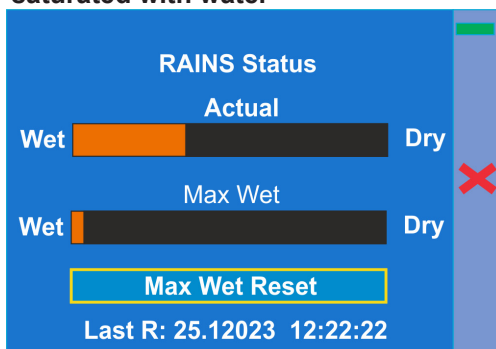 saturated with water
RAINS Status
Actual
Wet Dry
Max Wet
Wet Dry
Max Wet Reset
Last R: 25.12023 12:22:22